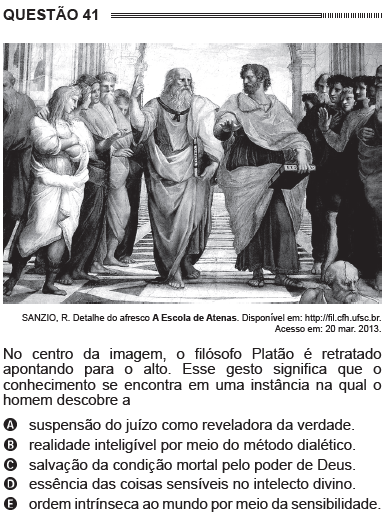 QUESTÃO 41
SANZIO, R. Detalhe do afresco A Escola de Atenas. Disponível em: http://fil.cfh.ufsc.br.
Acesso em: 20 mar. 2013.
No centro da imagem, o filósofo Platão é retratado
apontando para o alto. Esse gesto significa que o
conhecimento se encontra em uma instância na qual o
homem descobre a
A suspensão do juízo como reveladora da verdade.
B realidade inteligível por meio do método dialético.
C salvação da condição mortal pelo poder de Deus.
D essência das coisas sensíveis no intelecto divino.
E ordem intrínseca ao mundo por meio da sensibilidade.